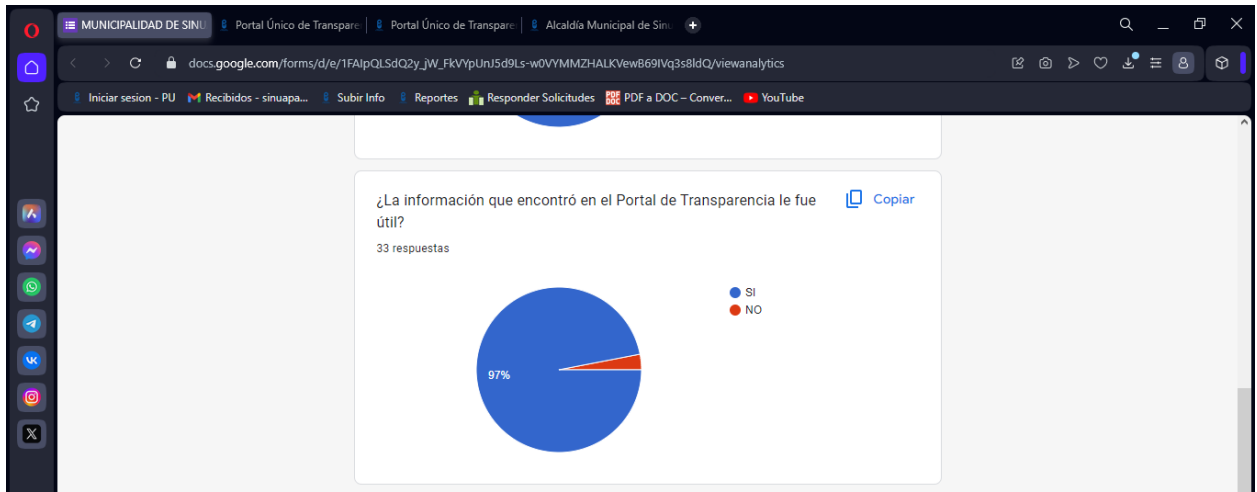 MUNICIPALIDAD DE SINU
Portal Único de Transpare
Portal Único de Transpare
Alcaldía Municipal de Sinu
docs.google.com/forms/d/e/1FAIpQLSdQ2y_jW_FkVYpUnJ5d9Ls-w0VYMMZHALKVewB69IVq3s8ldQ/viewanalytics
Iniciar sesion - PU
Recibidos - sinuapa...
Subir Info
Reportes
Responder Solicitudes
PDF a DOC – Conver...
YouTube
¿La información que encontró en el Portal de Transparencia le fue
útil?
Copiar
33 respuestas
SI
NO
97%